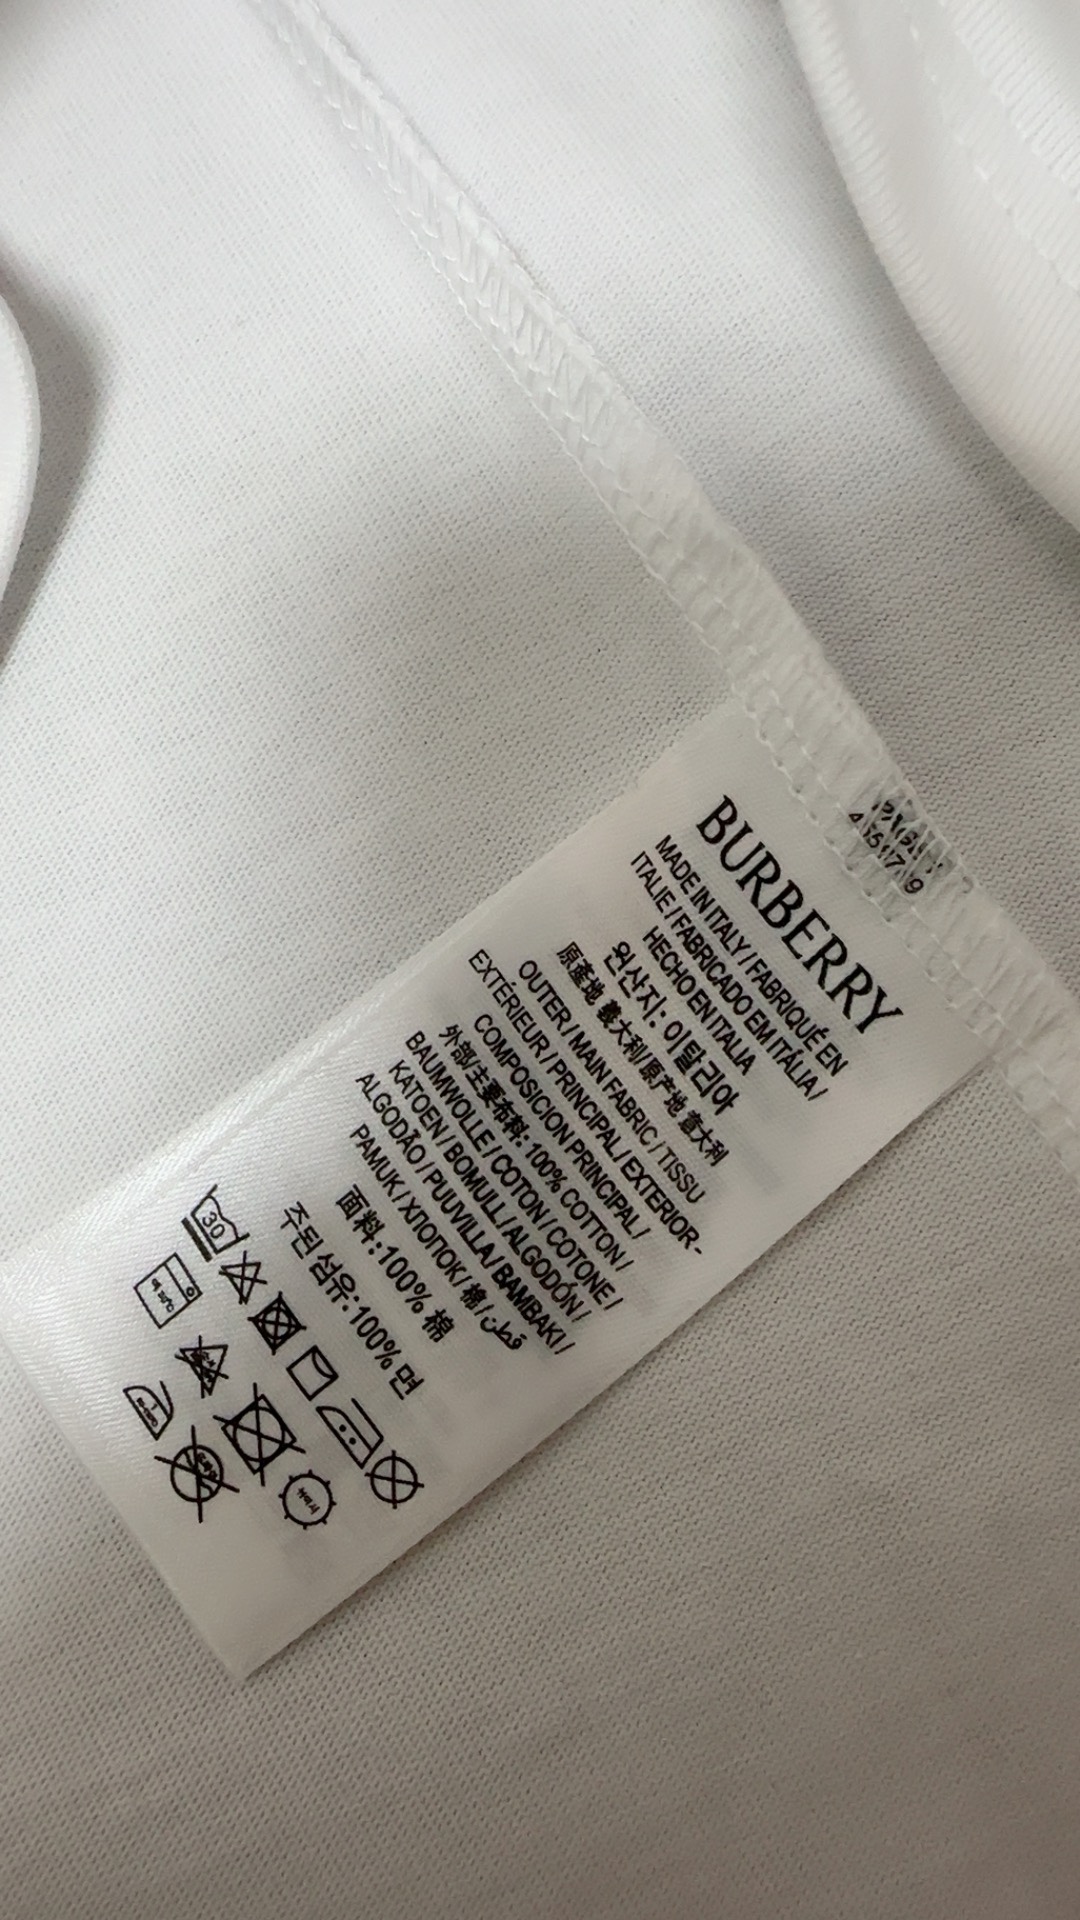 BURBERRY
MADE IN ITALY / FABRIQUÉ EN
ITALIE / FABRICADO EM ITÁLIA /
HECHO EN ITALIA
원산지: 이탈리아
原產地 義大利/原产地 意大利
OUTER / MAIN FABRIC / TISSU
EXTÉRIEUR / PRINCIPAL / EXTERIOR -
COMPOSICION PRINCIPAL /
外部/主要布料: 100% COTTON /
BAUMWOLLE / COTON / COTONE /
KATOEN / BOMULL / ALGODÓN /
ALGODÃO / PUUVILLA / BAMBAKI /
PAMUK / ХЛОПОК / 棉 / قطن
面料:100% 棉
주된 섬유:100% 면
30